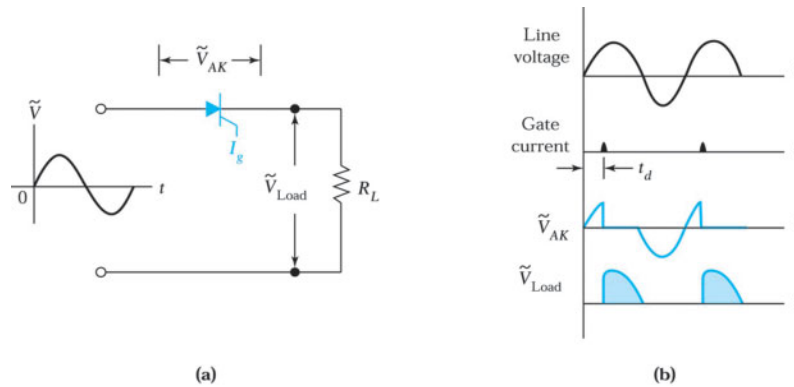 Ṽ_AK
Ṽ
0
t
I_g
Ṽ_Load
R_L
(a)
Line
voltage
Gate
current
t_d
Ṽ_AK
Ṽ_Load
(b)